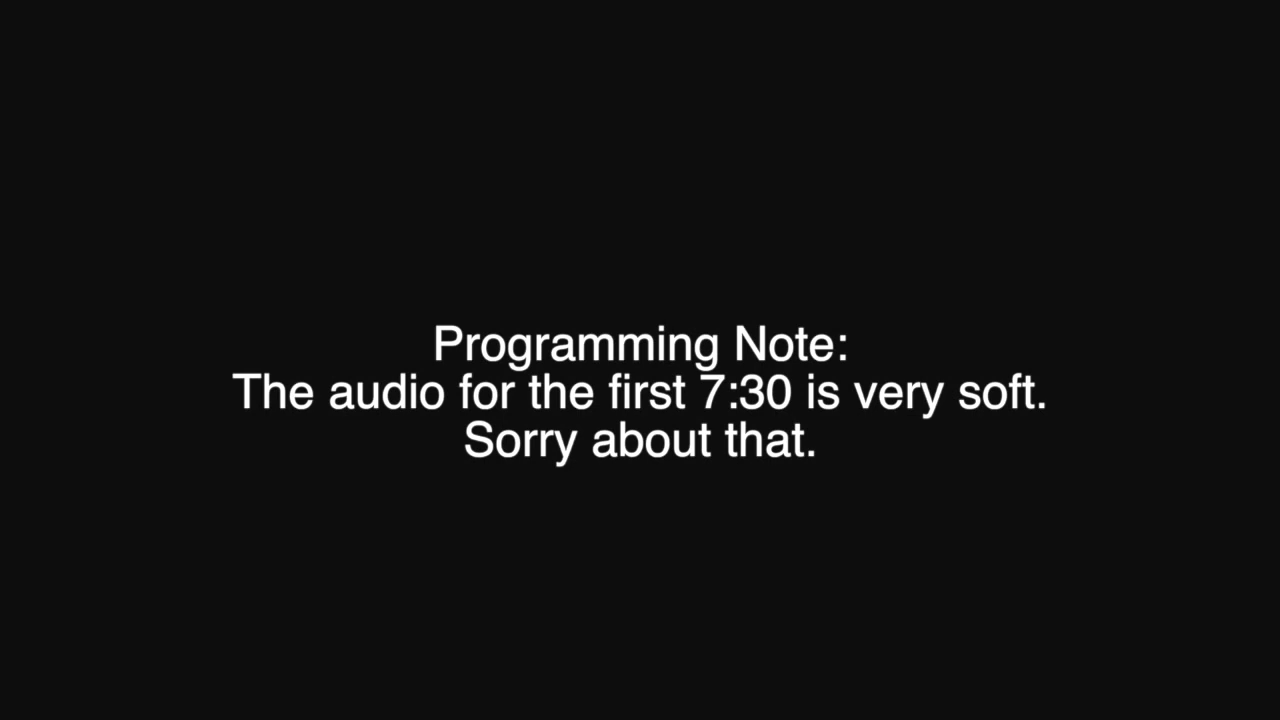 Programming Note:
The audio for the first 7:30 is very soft.
Sorry about that.